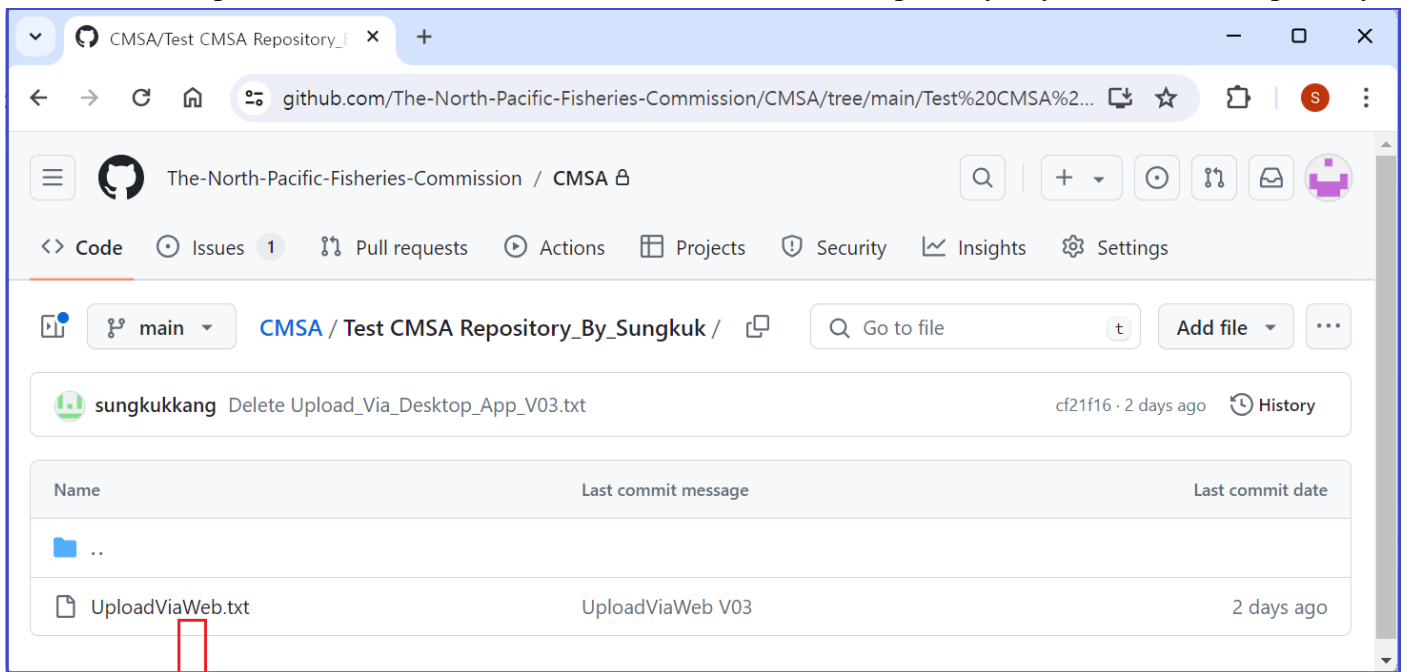 CMSA/Test CMSA Repository_
github.com/The-North-Pacific-Fisheries-Commission/CMSA/tree/main/Test%20CMSA%2...
S
The-North-Pacific-Fisheries-Commission / CMSA
Code Issues 1 Pull requests Actions Projects Security Insights Settings
main CMSA / Test CMSA Repository_By_Sungkuk / Go to file t Add file ...
sungkukkang Delete Upload_Via_Desktop_App_V03.txt cf21f16 · 2 days ago History
Name Last commit message Last commit date
..
UploadViaWeb.txt UploadViaWeb V03 2 days ago